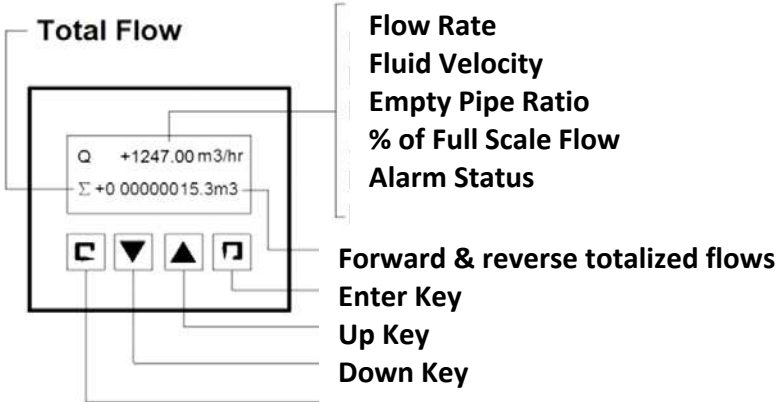 Total Flow
Flow Rate
Fluid Velocity
Empty Pipe Ratio
% of Full Scale Flow
Alarm Status
Q +1247.00 m3/hr
Σ +0 00000015.3m3
Forward & reverse totalized flows
Enter Key
Up Key
Down Key